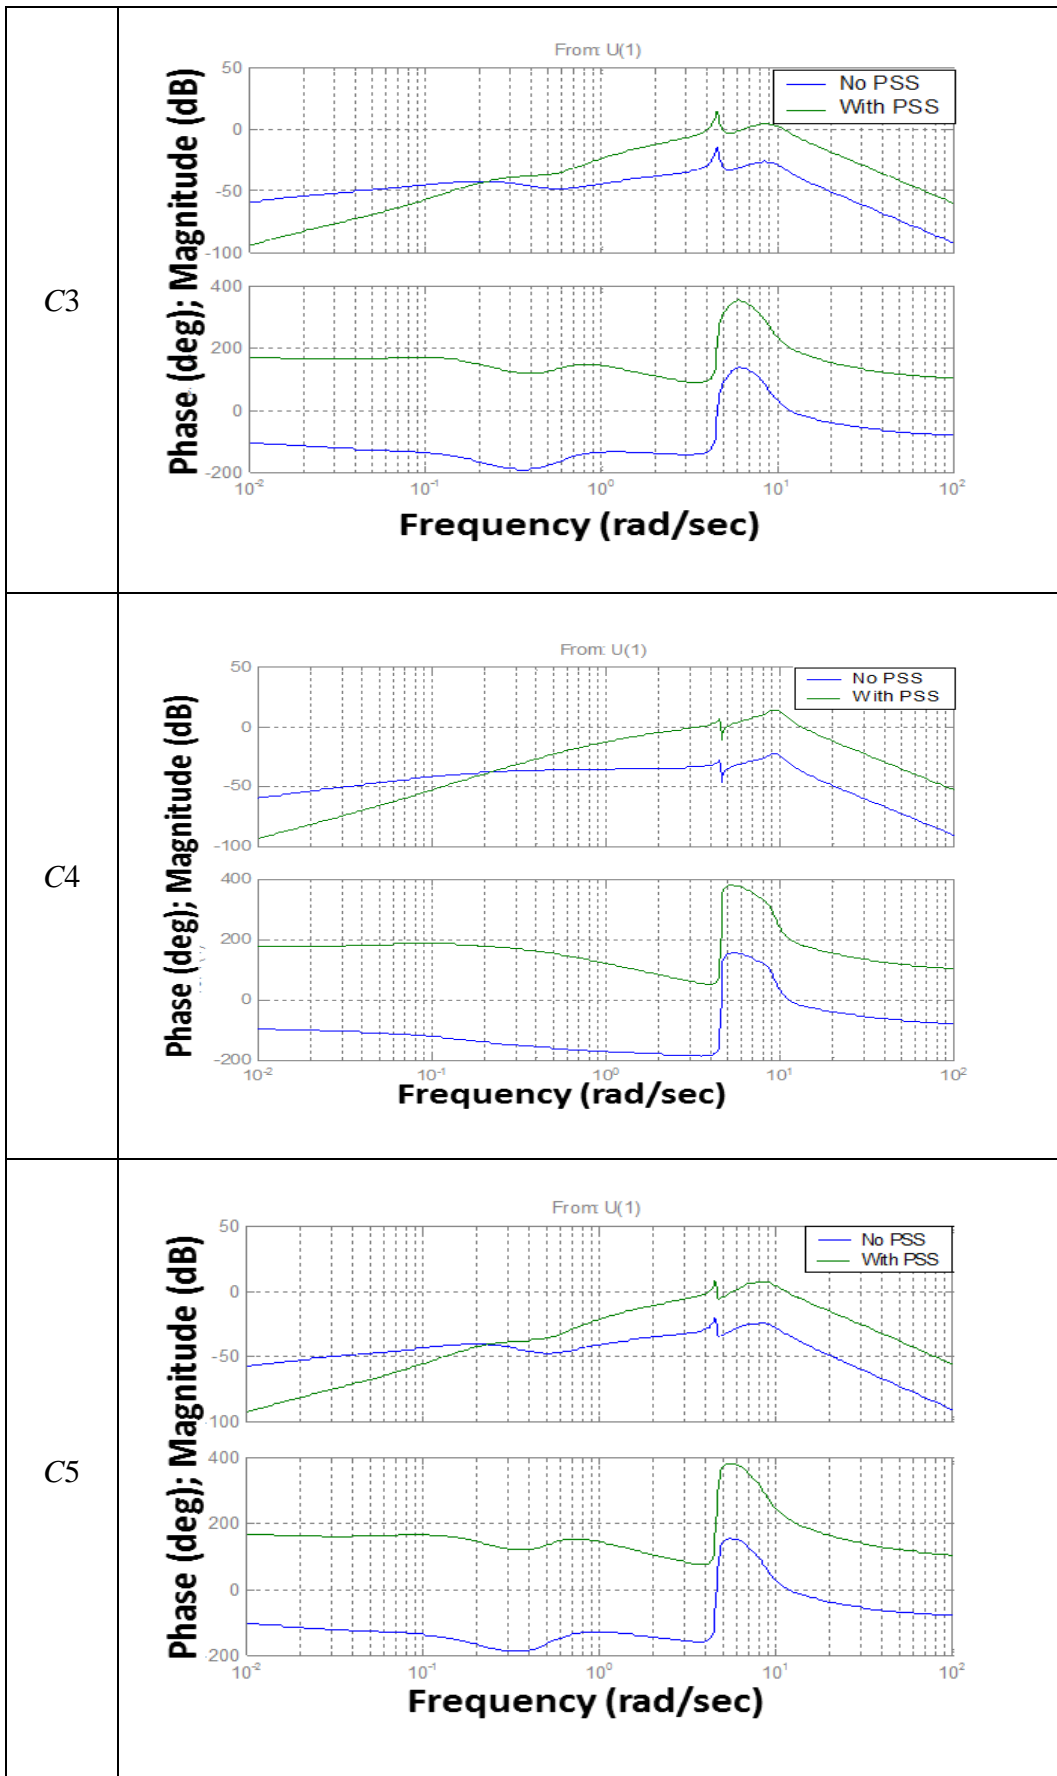 C3
From: U(1)
No PSS
With PSS
Phase (deg); Magnitude (dB)
50
0
-50
-100
400
200
0
-200
10-2
10-1
100
101
102
Frequency (rad/sec)
C4
From: U(1)
No PSS
With PSS
Phase (deg); Magnitude (dB)
50
0
-50
-100
400
200
0
-200
10-2
10-1
100
101
102
Frequency (rad/sec)
C5
From: U(1)
No PSS
With PSS
Phase (deg); Magnitude (dB)
50
0
-50
100
400
200
0
200
10-2
10-1
100
101
102
Frequency (rad/sec)